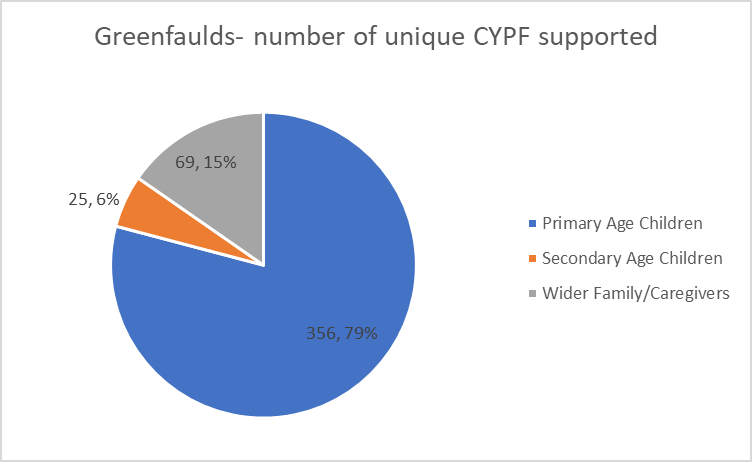 Greenfaulds- number of unique CYPF supported
69, 15%
25, 6%
356, 79%
Primary Age Children
Secondary Age Children
Wider Family/Caregivers